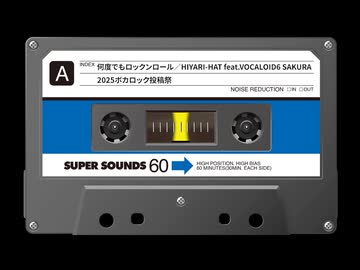 A
INDEX 何度でもロックンロール／HIYARI-HAT feat.VOCALOID6 SAKURA
2025ボカロック投稿祭
NOISE REDUCTION □IN □OUT
SUPER SOUNDS 60
HIGH POSITION. HIGH BIAS
60 MINUTES(30MIN. EACH SIDE)